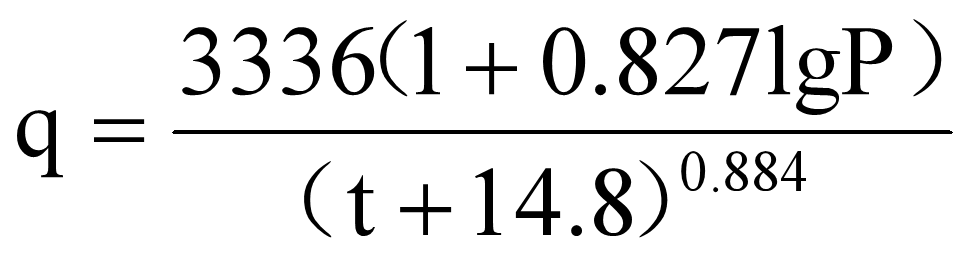 q = 3336(1+0.827lgP) / (t+14.8)^0.884